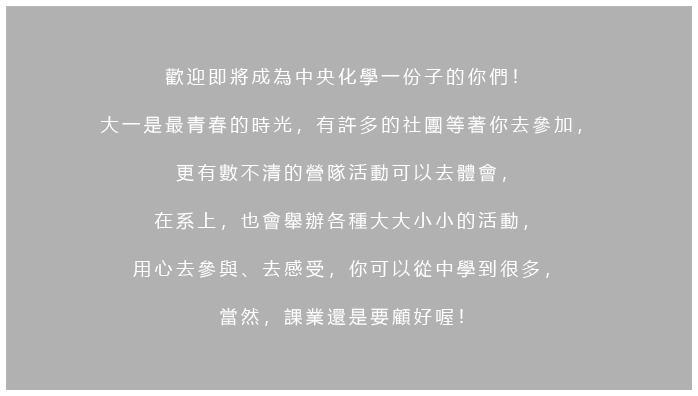 歡迎即將成為中央化學一份子的你們！
大一是最青春的時光，有許多的社團等著你去參加，
更有數不清的營隊活動可以去體會，
在系上，也會舉辦各種大大小小的活動，
用心去參與、去感受，你可以從中學到很多，
當然，課業還是要顧好喔！